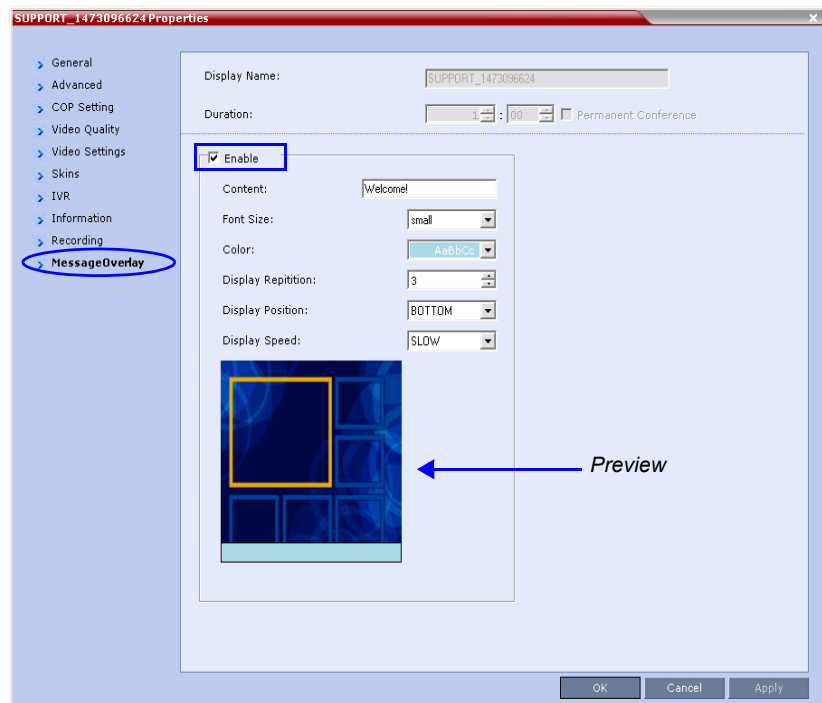 SUPPORT_1473096624 Properties
X
General
Advanced
COP Setting
Video Quality
Video Settings
Skins
IVR
Information
Recording
MessageOverlay
Display Name: SUPPORT_1473096624
Duration: 1 : 00 Permanent Conference
Enable
Content: Welcome!
Font Size: small
Color: AaBbCc
Display Repitition: 3
Display Position: BOTTOM
Display Speed: SLOW
Preview
OK Cancel Apply